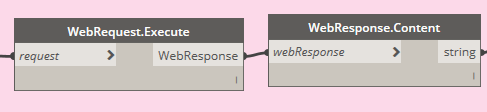 WebRequest.Execute
request > WebResponse
WebResponse.Content
webResponse > string